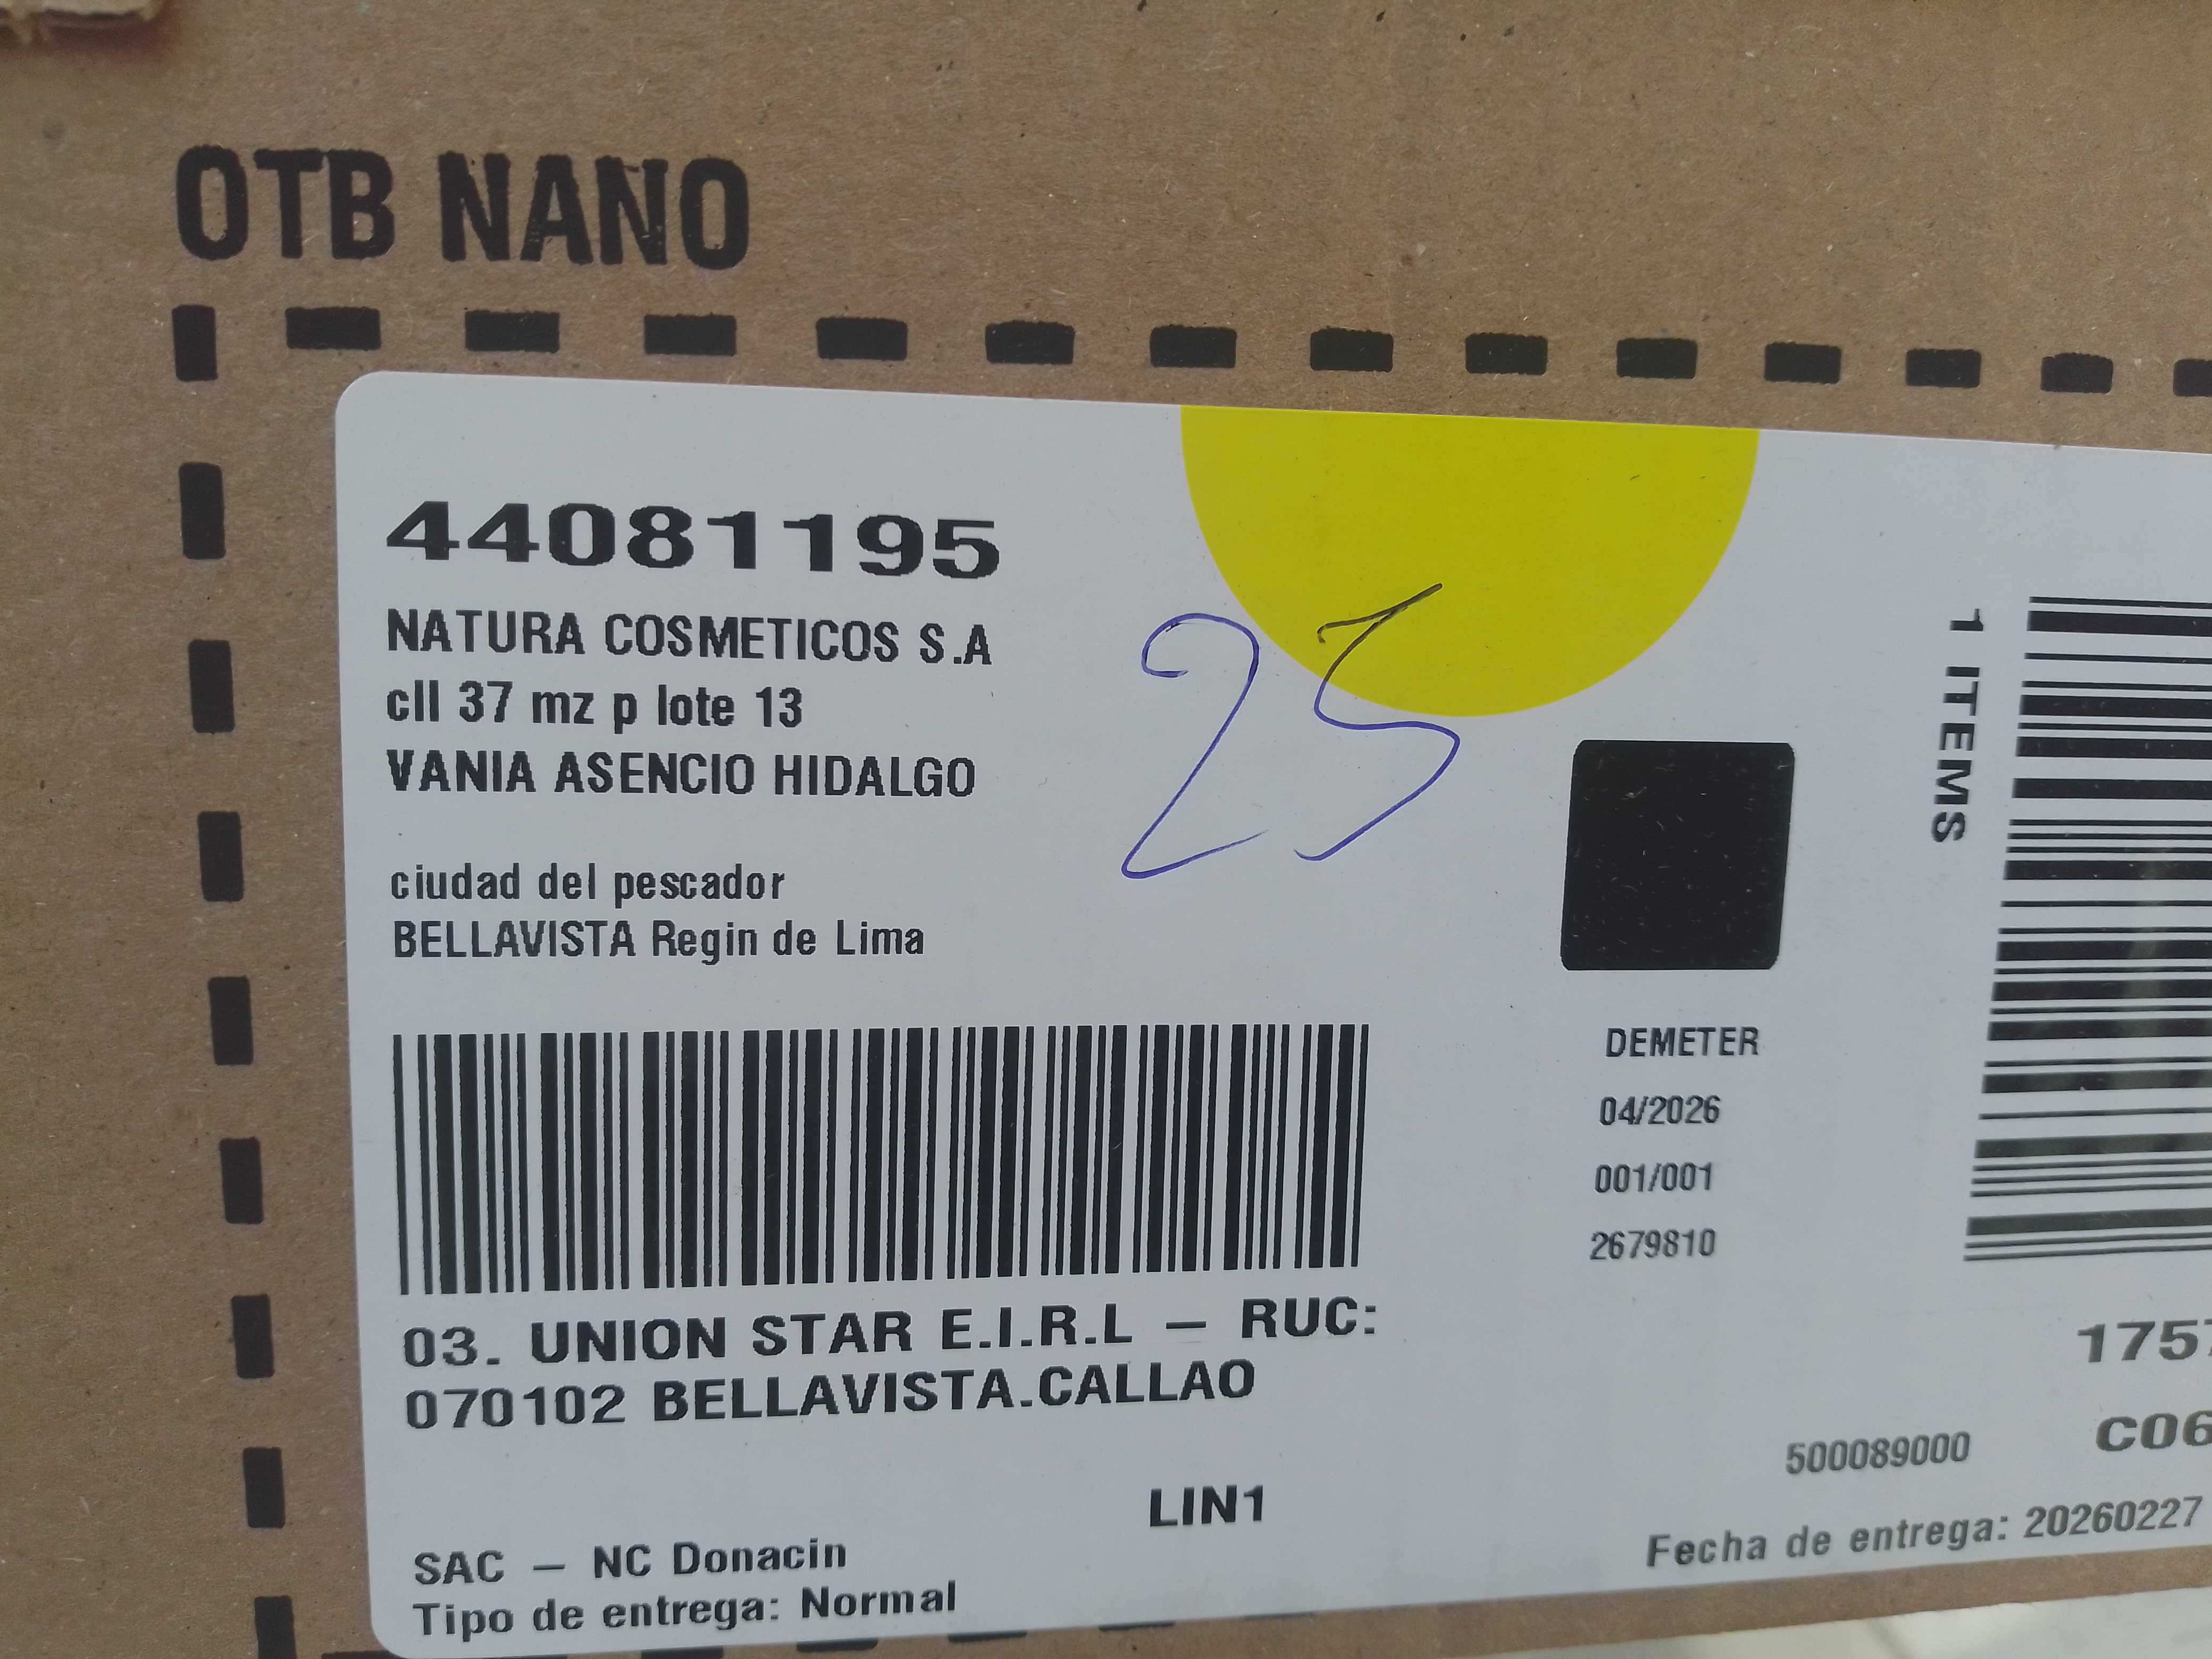 OTB NANO
44081195
NATURA COSMETICOS S.A
cll 37 mz p lote 13
VANIA ASENCIO HIDALGO
25
ciudad del pescador
BELLAVISTA Regin de Lima
1 ITEMS
DEMETER
04/2026
001/001
2679810
03. UNION STAR E.I.R.L – RUC:
070102 BELLAVISTA.CALLAO
LIN1
SAC – NC Donacin
Tipo de entrega: Normal
1757
C06
500089000
Fecha de entrega: 20260227